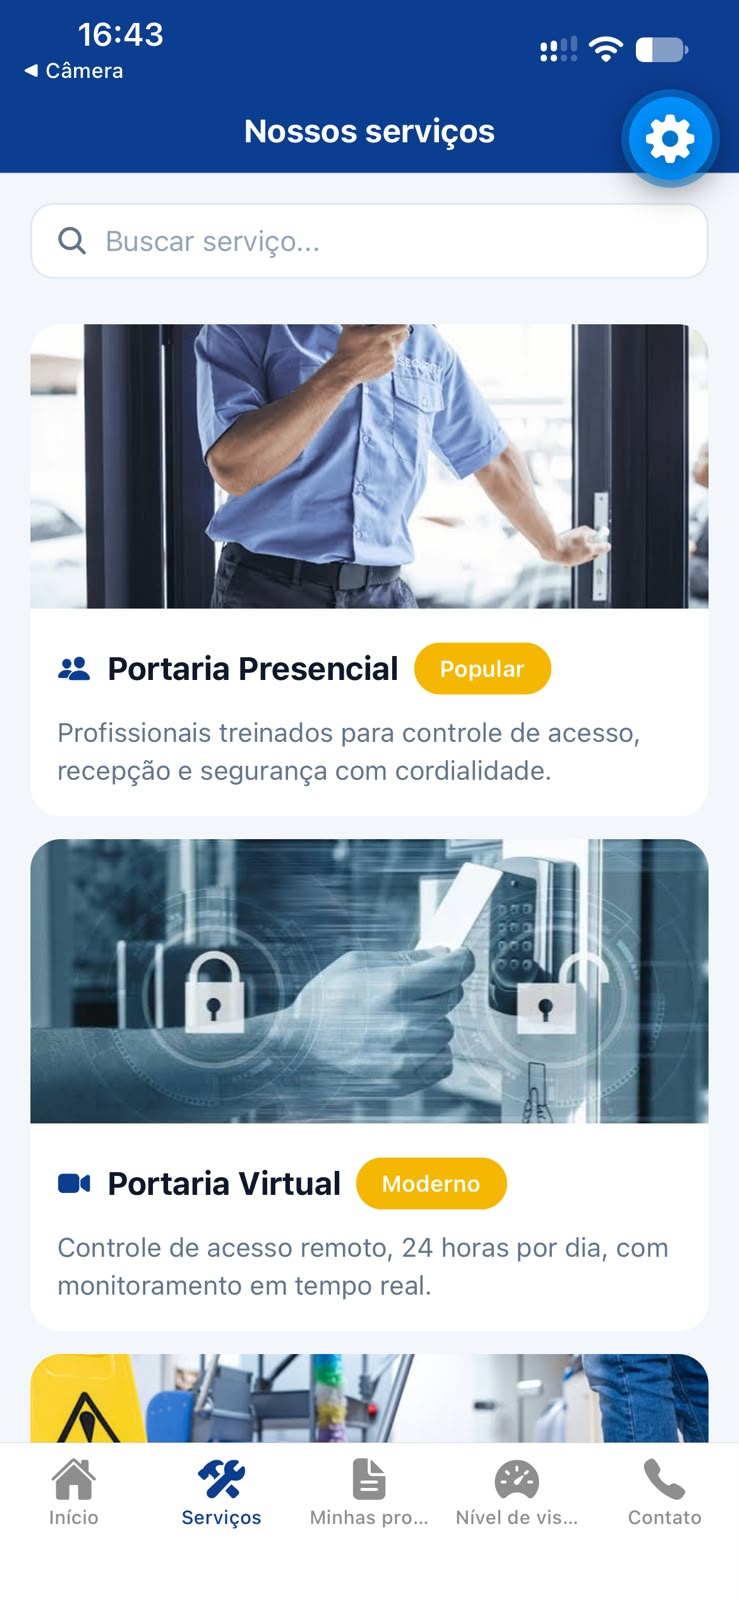 16:43
◀ Câmera
Nossos serviços
Buscar serviço...
SECURITY
Portaria Presencial
Popular
Profissionais treinados para controle de acesso,
recepção e segurança com cordialidade.
Portaria Virtual
Moderno
Controle de acesso remoto, 24 horas por dia, com
monitoramento em tempo real.
Início
Serviços
Minhas pro...
Nível de vis...
Contato